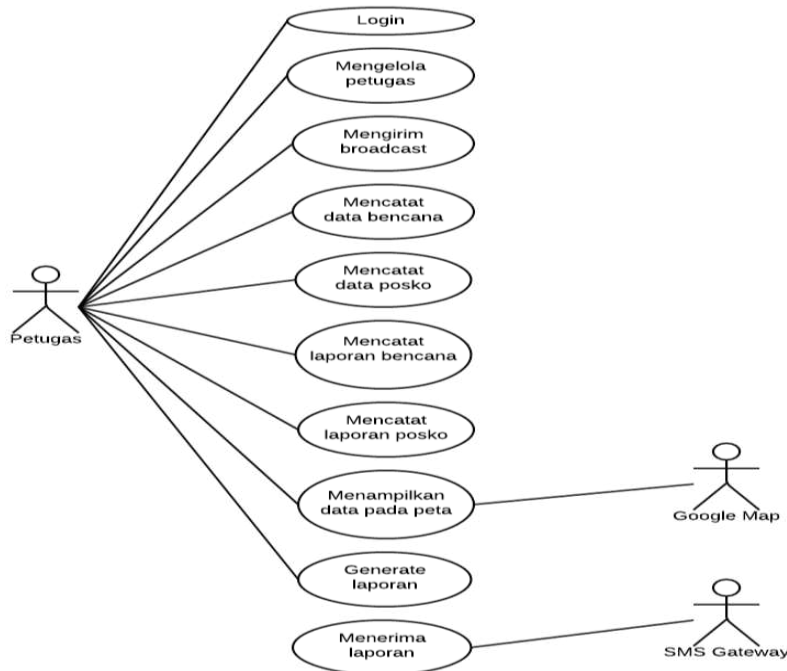 Login
Mengelola
petugas
Mengirim
broadcast
Mencatat
data bencana
Mencatat
data posko
Petugas
Mencatat
laporan bencana
Mencatat
laporan posko
Menampilkan
data pada peta
Google Map
Generate
laporan
Menerima
laporan
SMS Gateway